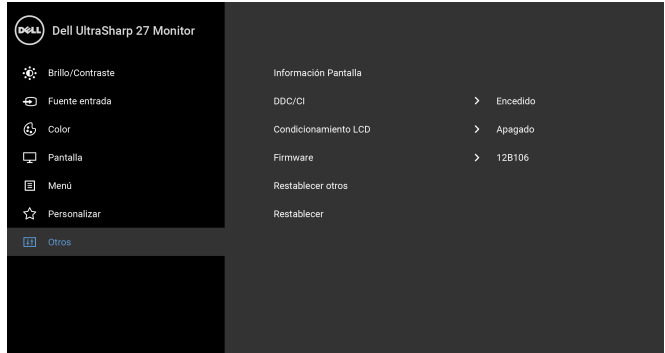 DELL Dell UltraSharp 27 Monitor
Brillo/Contraste
Información Pantalla
Fuente entrada
DDC/CI > Encedido
Color
Condicionamiento LCD > Apagado
Pantalla
Firmware > 12B106
Menú
Restablecer otros
Personalizar
Restablecer
Otros